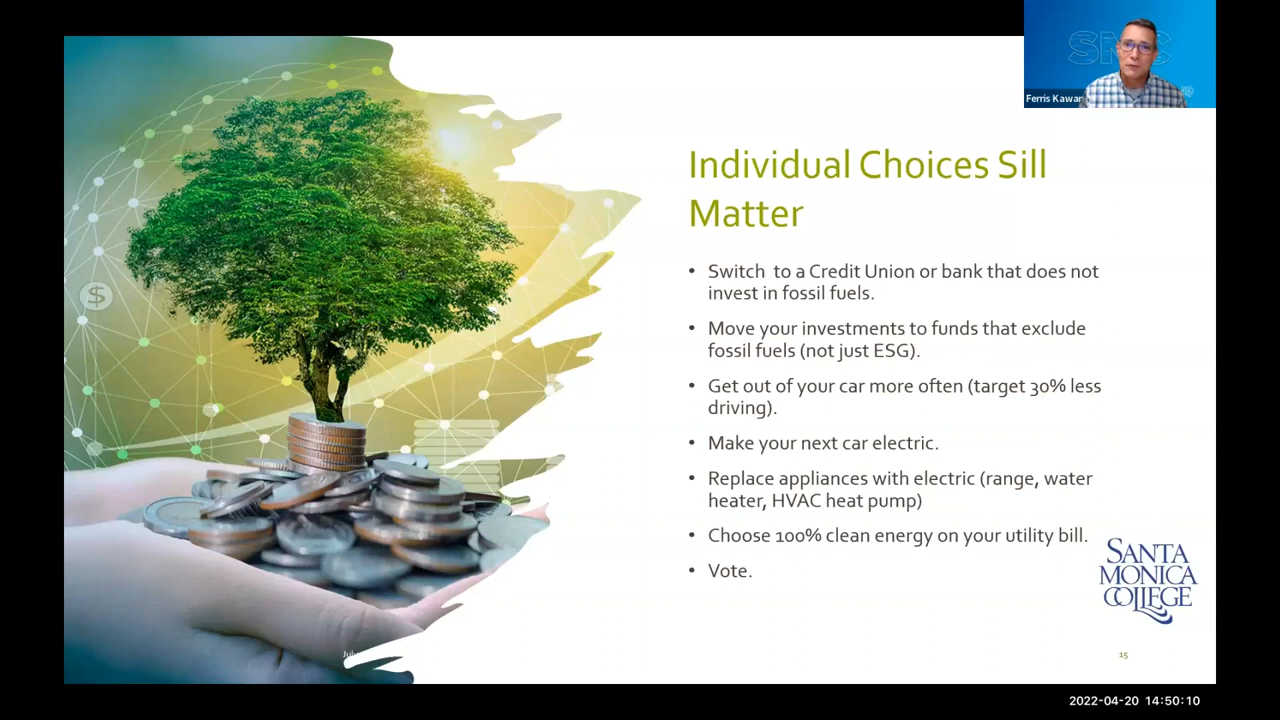 SMC
Ferris Kawar
Individual Choices Sill
Matter
• Switch to a Credit Union or bank that does not
invest in fossil fuels.
• Move your investments to funds that exclude
fossil fuels (not just ESG).
• Get out of your car more often (target 30% less
driving).
• Make your next car electric.
• Replace appliances with electric (range, water
heater, HVAC heat pump)
• Choose 100% clean energy on your utility bill.
• Vote.
$
SANTA
MONICA
COLLEGE
15
2022-04-20 14:50:10